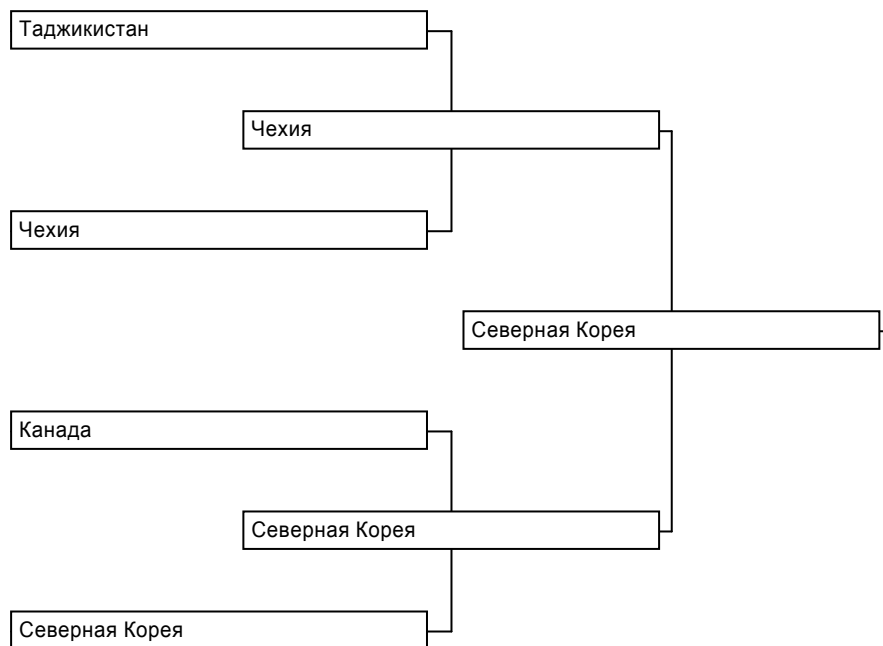 Таджикистан
Чехия
Чехия
Северная Корея
Канада
Северная Корея
Северная Корея